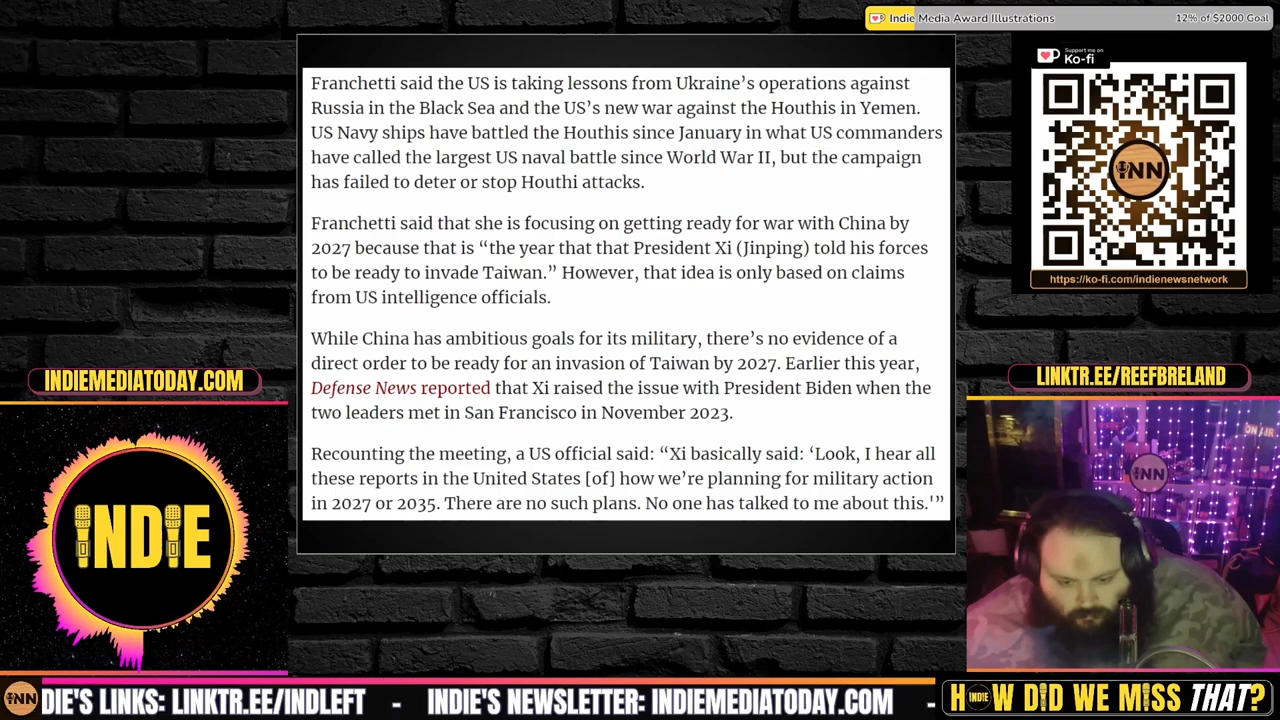 Indie Media Award Illustrations
12% of $2000 Goal
Franchetti said the US is taking lessons from Ukraine’s operations against
Russia in the Black Sea and the US’s new war against the Houthis in Yemen.
US Navy ships have battled the Houthis since January in what US commanders
have called the largest US naval battle since World War II, but the campaign
has failed to deter or stop Houthi attacks.
Franchetti said that she is focusing on getting ready for war with China by
2027 because that is “the year that that President Xi (Jinping) told his forces
to be ready to invade Taiwan.” However, that idea is only based on claims
from US intelligence officials.
While China has ambitious goals for its military, there’s no evidence of a
direct order to be ready for an invasion of Taiwan by 2027. Earlier this year,
Defense News reported that Xi raised the issue with President Biden when the
two leaders met in San Francisco in November 2023.
Recounting the meeting, a US official said: “Xi basically said: ‘Look, I hear all
these reports in the United States [of] how we’re planning for military action
in 2027 or 2035. There are no such plans. No one has talked to me about this.'”
Support me on
Ko-fi
iNN
https://ko-fi.com/indienewsnetwork
INDIEMEDIATODAY.COM
LINKTR.EE/REEFBRELAND
INDIE
ON AIR
INN
INN
DIE'S LINKS: LINKTR.EE/INDLEFT - INDIE'S NEWSLETTER: INDIEMEDIATODAY.COM -
INDIE
HOW DID WE MISS THAT?